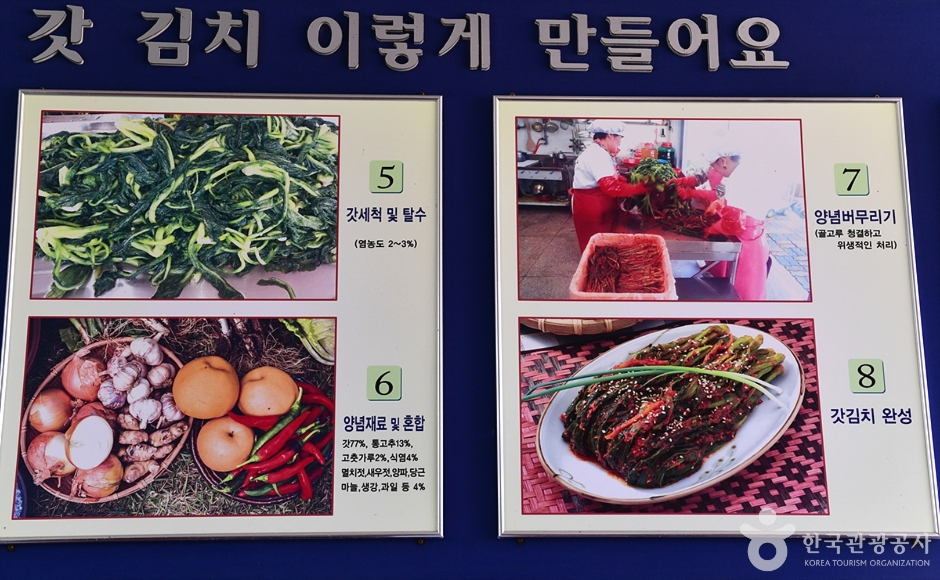 갓 김치 이렇게 만들어요
5
갓세척 및 탈수
(염농도 2~3%)
6
양념재료 및 혼합
갓77%, 통고추13%,
고춧가루2%,식염4%
멸치젓,새우젓,양파,당근
마늘,생강,과일 등 4%
7
양념버무리기
(골고루 청결하고
위생적인 처리)
8
갓김치 완성
한국관광공사
KOREA TOURISM ORGANIZATION